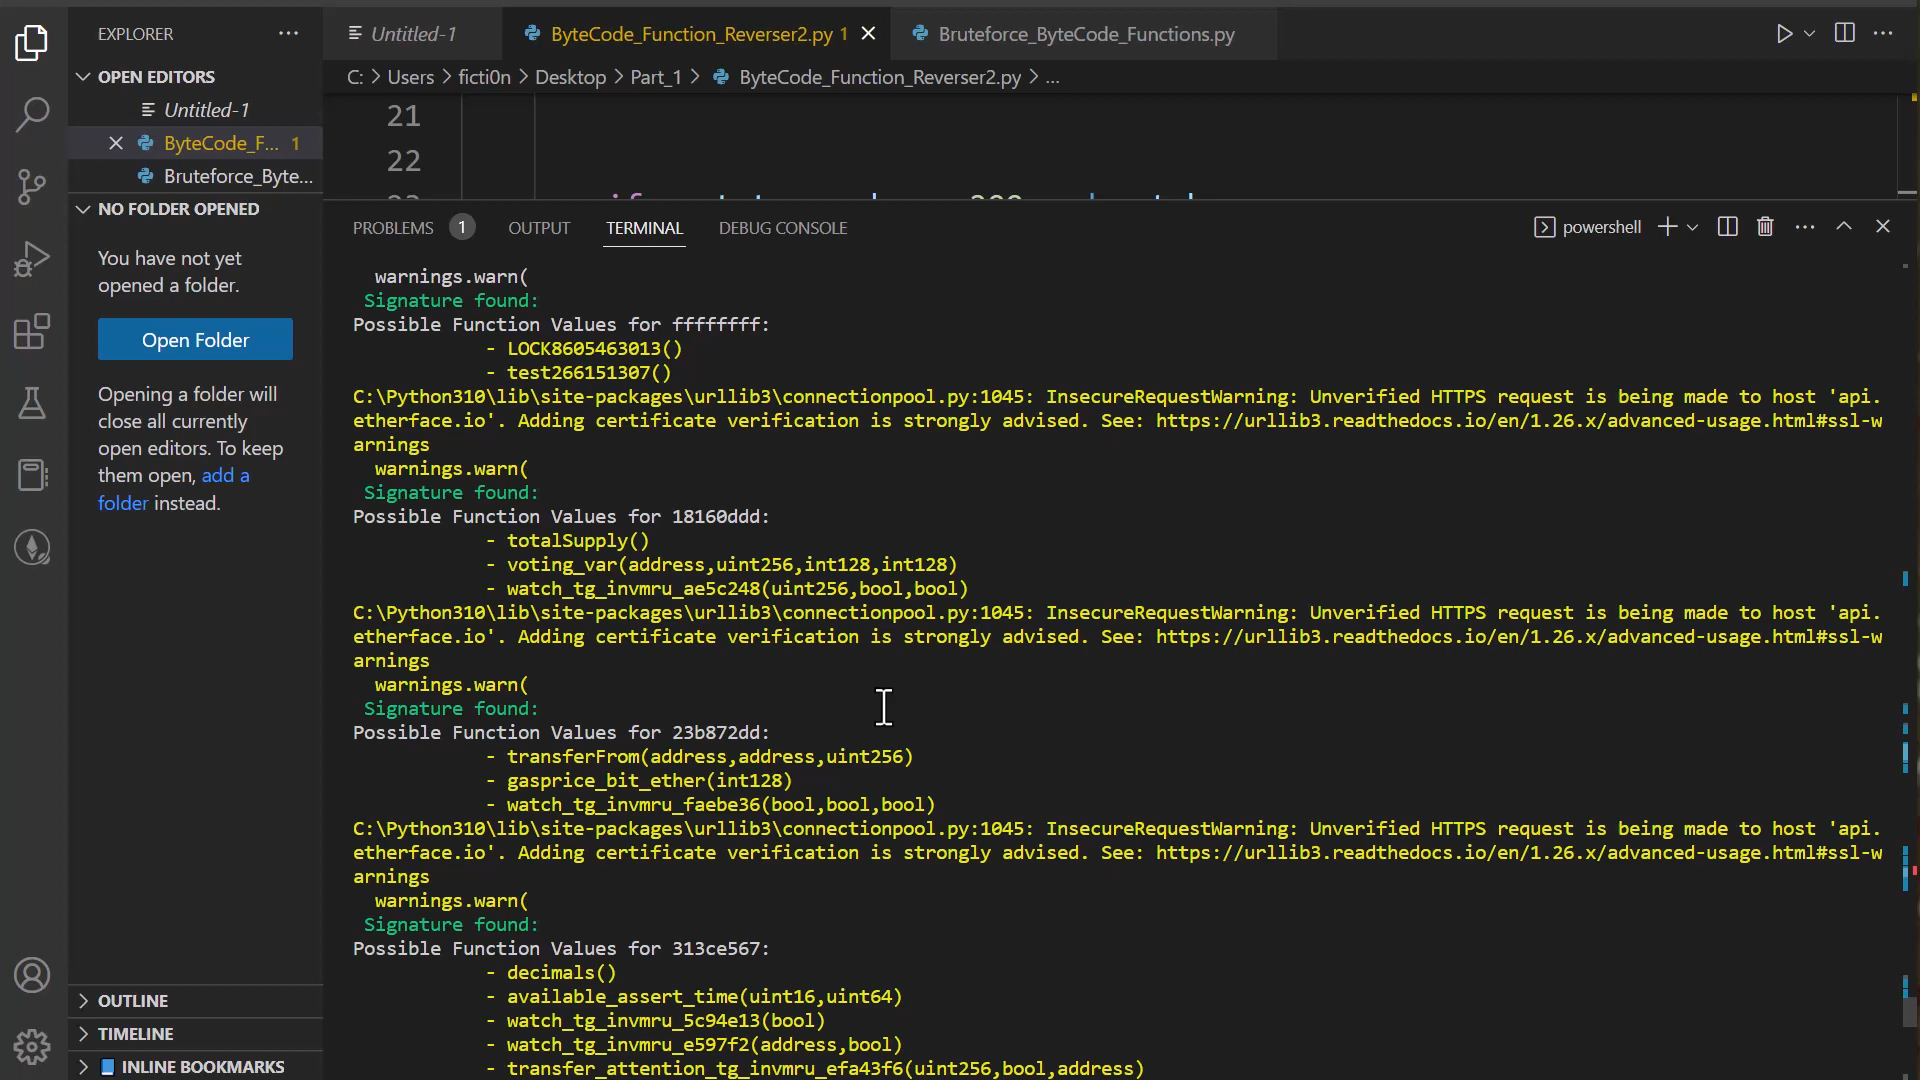 EXPLORER
OPEN EDITORS
Untitled-1
ByteCode_F... 1
Bruteforce_Byte...
NO FOLDER OPENED
You have not yet
opened a folder.
Open Folder
Opening a folder will
close all currently
open editors. To keep
them open, add a
folder instead.
OUTLINE
TIMELINE
INLINE BOOKMARKS
Untitled-1
ByteCode_Function_Reverser2.py 1
Bruteforce_ByteCode_Functions.py
C: > Users > ficti0n > Desktop > Part_1 > ByteCode_Function_Reverser2.py > ...
21
22
PROBLEMS 1 OUTPUT TERMINAL DEBUG CONSOLE
powershell
warnings.warn(
Signature found:
Possible Function Values for ffffffff:
- LOCK8605463013()
- test266151307()
C:\Python310\lib\site-packages\urllib3\connectionpool.py:1045: InsecureRequestWarning: Unverified HTTPS request is being made to host 'api.
etherface.io'. Adding certificate verification is strongly advised. See: https://urllib3.readthedocs.io/en/1.26.x/advanced-usage.html#ssl-w
arnings
warnings.warn(
Signature found:
Possible Function Values for 18160ddd:
- totalSupply()
- voting_var(address,uint256,int128,int128)
- watch_tg_invmru_ae5c248(uint256,bool,bool)
C:\Python310\lib\site-packages\urllib3\connectionpool.py:1045: InsecureRequestWarning: Unverified HTTPS request is being made to host 'api.
etherface.io'. Adding certificate verification is strongly advised. See: https://urllib3.readthedocs.io/en/1.26.x/advanced-usage.html#ssl-w
arnings
warnings.warn(
Signature found:
Possible Function Values for 23b872dd:
- transferFrom(address,address,uint256)
- gasprice_bit_ether(int128)
- watch_tg_invmru_faebe36(bool,bool,bool)
C:\Python310\lib\site-packages\urllib3\connectionpool.py:1045: InsecureRequestWarning: Unverified HTTPS request is being made to host 'api.
etherface.io'. Adding certificate verification is strongly advised. See: https://urllib3.readthedocs.io/en/1.26.x/advanced-usage.html#ssl-w
arnings
warnings.warn(
Signature found:
Possible Function Values for 313ce567:
- decimals()
- available_assert_time(uint16,uint64)
- watch_tg_invmru_5c94e13(bool)
- watch_tg_invmru_e597f2(address,bool)
- transfer_attention_tg_invmru_efa43f6(uint256,bool,address)